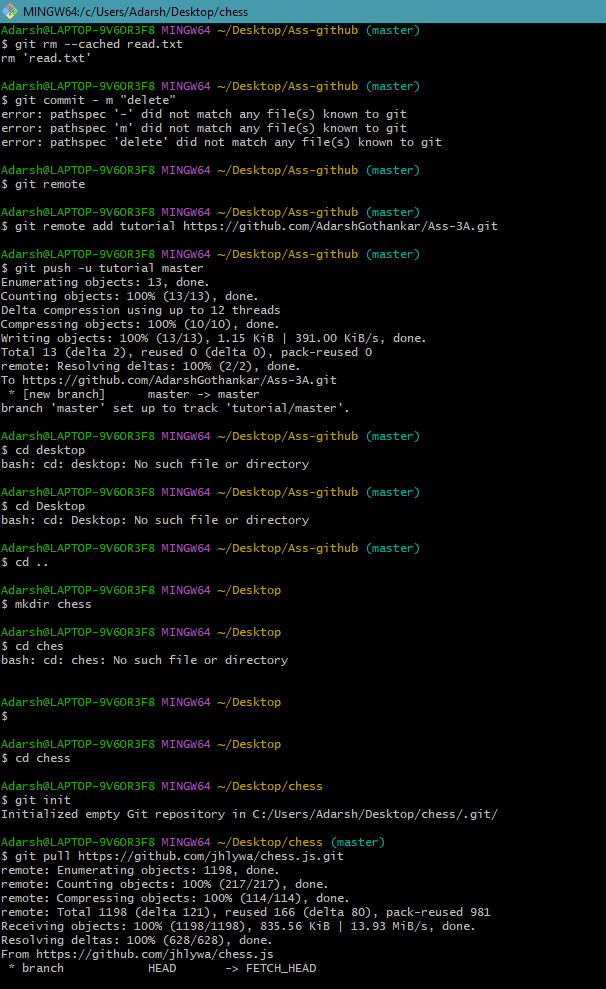 MINGW64:/c/Users/Adarsh/Desktop/chess
Adarsh@LAPTOP-9V6OR3F8 MINGW64 ~/Desktop/Ass-github (master)
$ git rm --cached read.txt
rm 'read.txt'
Adarsh@LAPTOP-9V6OR3F8 MINGW64 ~/Desktop/Ass-github (master)
$ git commit - m "delete"
error: pathspec '-' did not match any file(s) known to git
error: pathspec 'm' did not match any file(s) known to git
error: pathspec 'delete' did not match any file(s) known to git
Adarsh@LAPTOP-9V6OR3F8 MINGW64 ~/Desktop/Ass-github (master)
$ git remote
Adarsh@LAPTOP-9V6OR3F8 MINGW64 ~/Desktop/Ass-github (master)
$ git remote add tutorial https://github.com/AdarshGothankar/Ass-3A.git
Adarsh@LAPTOP-9V6OR3F8 MINGW64 ~/Desktop/Ass-github (master)
$ git push -u tutorial master
Enumerating objects: 13, done.
Counting objects: 100% (13/13), done.
Delta compression using up to 12 threads
Compressing objects: 100% (10/10), done.
Writing objects: 100% (13/13), 1.15 KiB | 391.00 KiB/s, done.
Total 13 (delta 2), reused 0 (delta 0), pack-reused 0
remote: Resolving deltas: 100% (2/2), done.
To https://github.com/AdarshGothankar/Ass-3A.git
 * [new branch]      master -> master
branch 'master' set up to track 'tutorial/master'.
Adarsh@LAPTOP-9V6OR3F8 MINGW64 ~/Desktop/Ass-github (master)
$ cd desktop
bash: cd: desktop: No such file or directory
Adarsh@LAPTOP-9V6OR3F8 MINGW64 ~/Desktop/Ass-github (master)
$ cd Desktop
bash: cd: Desktop: No such file or directory
Adarsh@LAPTOP-9V6OR3F8 MINGW64 ~/Desktop/Ass-github (master)
$ cd ..
Adarsh@LAPTOP-9V6OR3F8 MINGW64 ~/Desktop
$ mkdir chess
Adarsh@LAPTOP-9V6OR3F8 MINGW64 ~/Desktop
$ cd ches
bash: cd: ches: No such file or directory
Adarsh@LAPTOP-9V6OR3F8 MINGW64 ~/Desktop
$
Adarsh@LAPTOP-9V6OR3F8 MINGW64 ~/Desktop
$ cd chess
Adarsh@LAPTOP-9V6OR3F8 MINGW64 ~/Desktop/chess
$ git init
Initialized empty Git repository in C:/Users/Adarsh/Desktop/chess/.git/
Adarsh@LAPTOP-9V6OR3F8 MINGW64 ~/Desktop/chess (master)
$ git pull https://github.com/jhlywa/chess.js.git
remote: Enumerating objects: 1198, done.
remote: Counting objects: 100% (217/217), done.
remote: Compressing objects: 100% (114/114), done.
remote: Total 1198 (delta 121), reused 166 (delta 80), pack-reused 981
Receiving objects: 100% (1198/1198), 835.56 KiB | 13.93 MiB/s, done.
Resolving deltas: 100% (628/628), done.
From https://github.com/jhlywa/chess.js
 * branch            HEAD       -> FETCH_HEAD